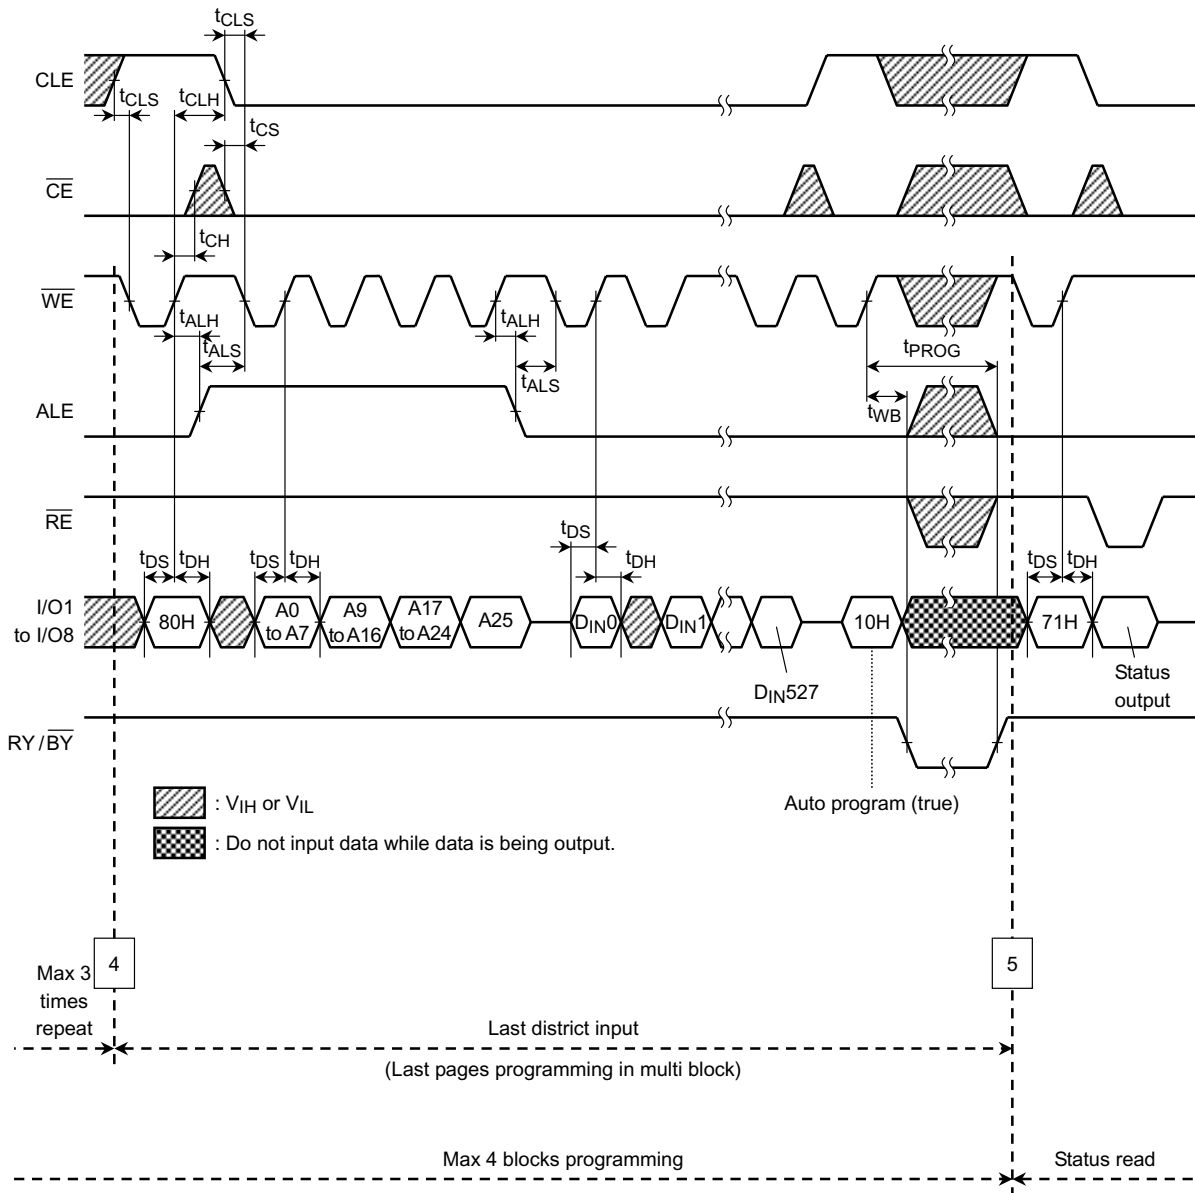 tCLS
CLE
tCLS
tCLH
tCS
CE
tCH
WE
tALH
tALS
tALH
tALS
tPROG
tWB
ALE
RE
tDS
tDH
tDS
tDH
tDS
tDH
tDS
tDH
I/O1
to I/O8
80H
A0
to A7
A9
to A16
A17
to A24
A25
DIN0
DIN1
10H
71H
DIN527
Status
output
RY/BY
: VIH or VIL
Auto program (true)
: Do not input data while data is being output.
4
5
Max 3
times
repeat
Last district input
(Last pages programming in multi block)
Max 4 blocks programming
Status read